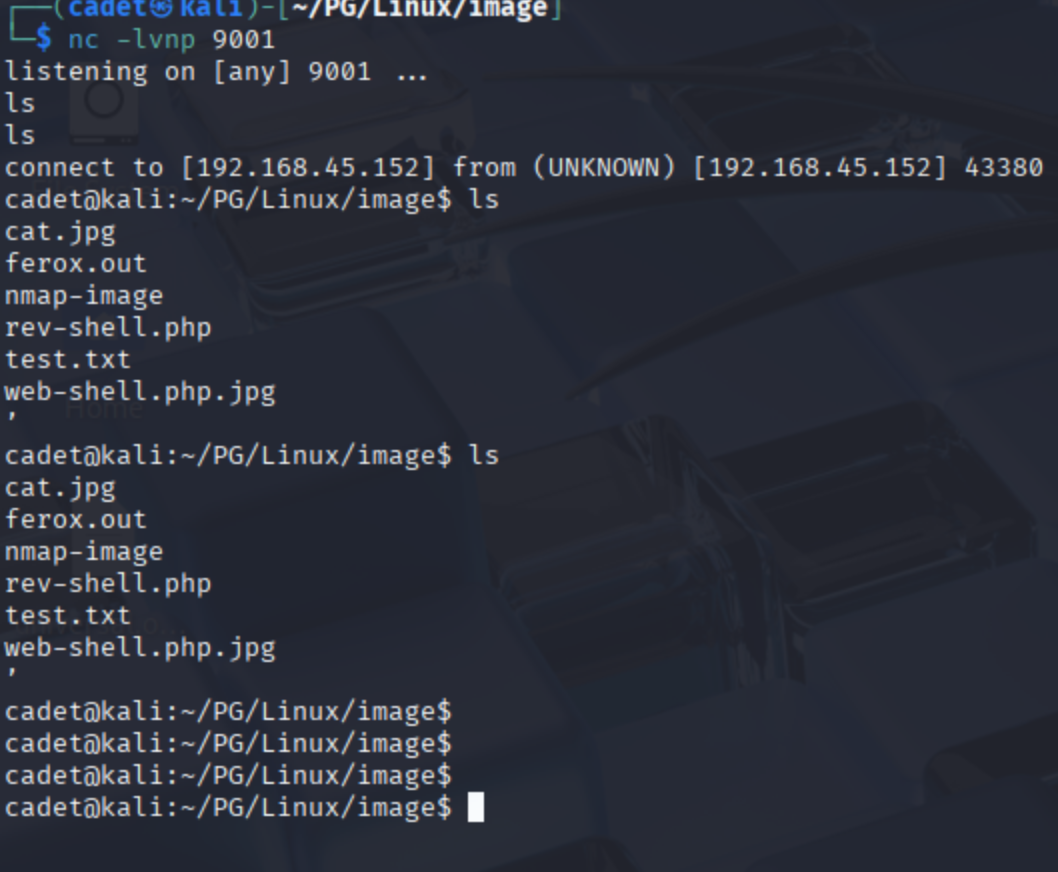 ┌──(cadet㉿kali)-[~/PG/Linux/image]
└─$ nc -lvnp 9001
listening on [any] 9001 ...
ls
ls
connect to [192.168.45.152] from (UNKNOWN) [192.168.45.152] 43380
cadet@kali:~/PG/Linux/image$ ls
cat.jpg
ferox.out
nmap-image
rev-shell.php
test.txt
web-shell.php.jpg
'
cadet@kali:~/PG/Linux/image$ ls
cat.jpg
ferox.out
nmap-image
rev-shell.php
test.txt
web-shell.php.jpg
'
cadet@kali:~/PG/Linux/image$
cadet@kali:~/PG/Linux/image$
cadet@kali:~/PG/Linux/image$
cadet@kali:~/PG/Linux/image$
Home